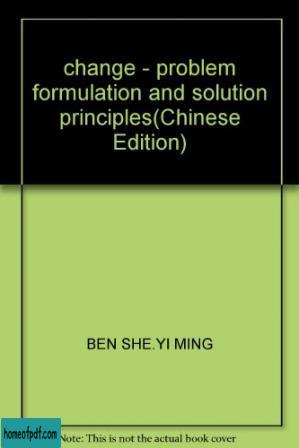 change - problem
formulation and solution
principles(Chinese
Edition)
BEN SHE.YI MING
homeofpdf.com
Note: This is not the actual book cover